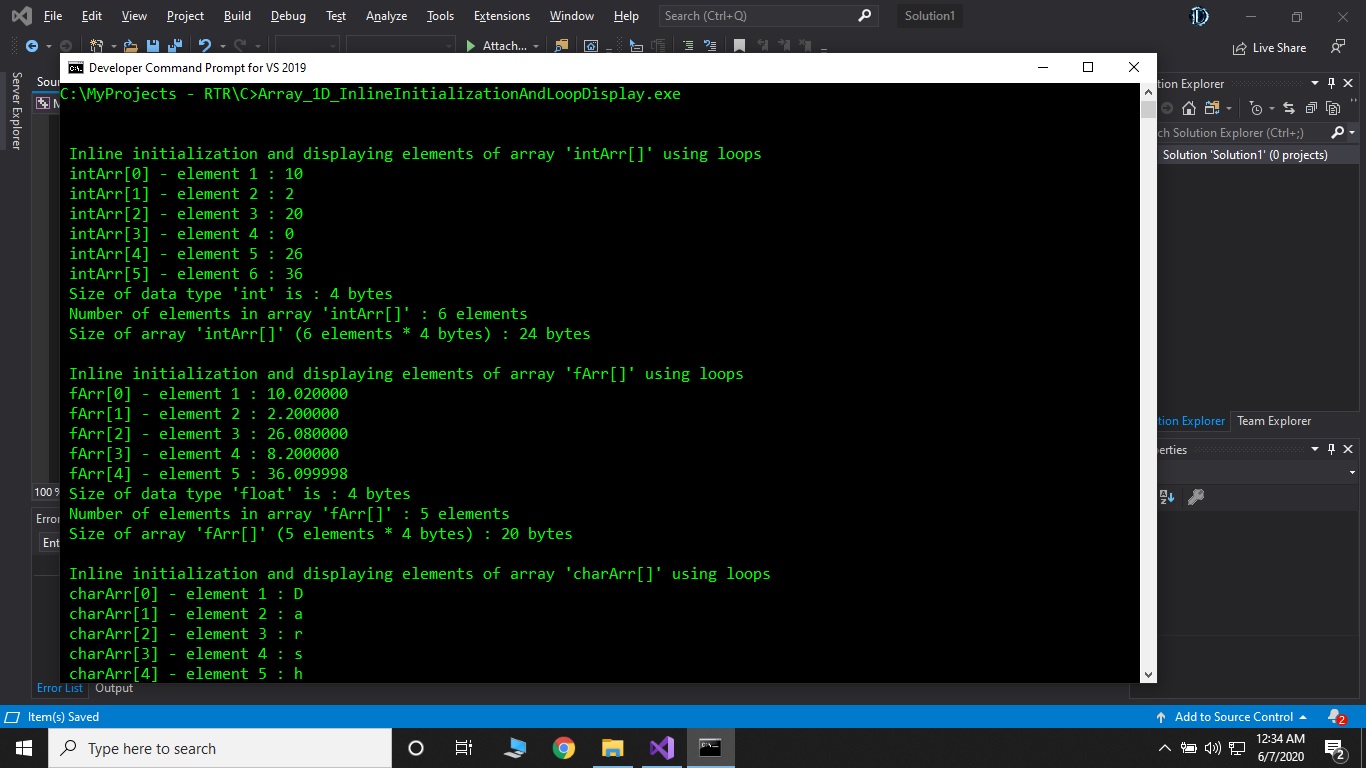 File Edit View Project Build Debug Test Analyze Tools Extensions Window Help Search (Ctrl+Q) Solution1
Attach... Live Share
Developer Command Prompt for VS 2019
Server Explorer
Sou
M
C:\MyProjects - RTR\C>Array_1D_InlineInitializationAndLoopDisplay.exe
Inline initialization and displaying elements of array 'intArr[]' using loops
intArr[0] - element 1 : 10
intArr[1] - element 2 : 2
intArr[2] - element 3 : 20
intArr[3] - element 4 : 0
intArr[4] - element 5 : 26
intArr[5] - element 6 : 36
Size of data type 'int' is : 4 bytes
Number of elements in array 'intArr[]' : 6 elements
Size of array 'intArr[]' (6 elements * 4 bytes) : 24 bytes
Inline initialization and displaying elements of array 'fArr[]' using loops
fArr[0] - element 1 : 10.020000
fArr[1] - element 2 : 2.200000
fArr[2] - element 3 : 26.080000
fArr[3] - element 4 : 8.200000
fArr[4] - element 5 : 36.099998
Size of data type 'float' is : 4 bytes
Number of elements in array 'fArr[]' : 5 elements
Size of array 'fArr[]' (5 elements * 4 bytes) : 20 bytes
Inline initialization and displaying elements of array 'charArr[]' using loops
charArr[0] - element 1 : D
charArr[1] - element 2 : a
charArr[2] - element 3 : r
charArr[3] - element 4 : s
charArr[4] - element 5 : h
tion Explorer
ch Solution Explorer (Ctrl+;)
Solution 'Solution1' (0 projects)
tion Explorer Team Explorer
erties
100 %
Error
Ent
Error List Output
Item(s) Saved Add to Source Control 2
Type here to search
12:34 AM
6/7/2020
2